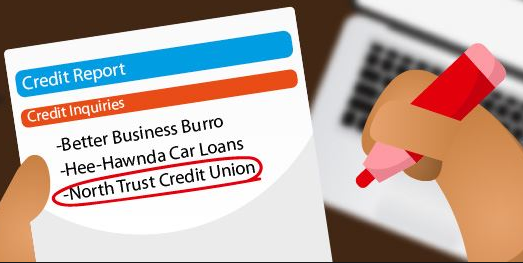 Credit Report
Credit Inquiries
-Better Business Burro
-Hee-Hawnda Car Loans
-North Trust Credit Union